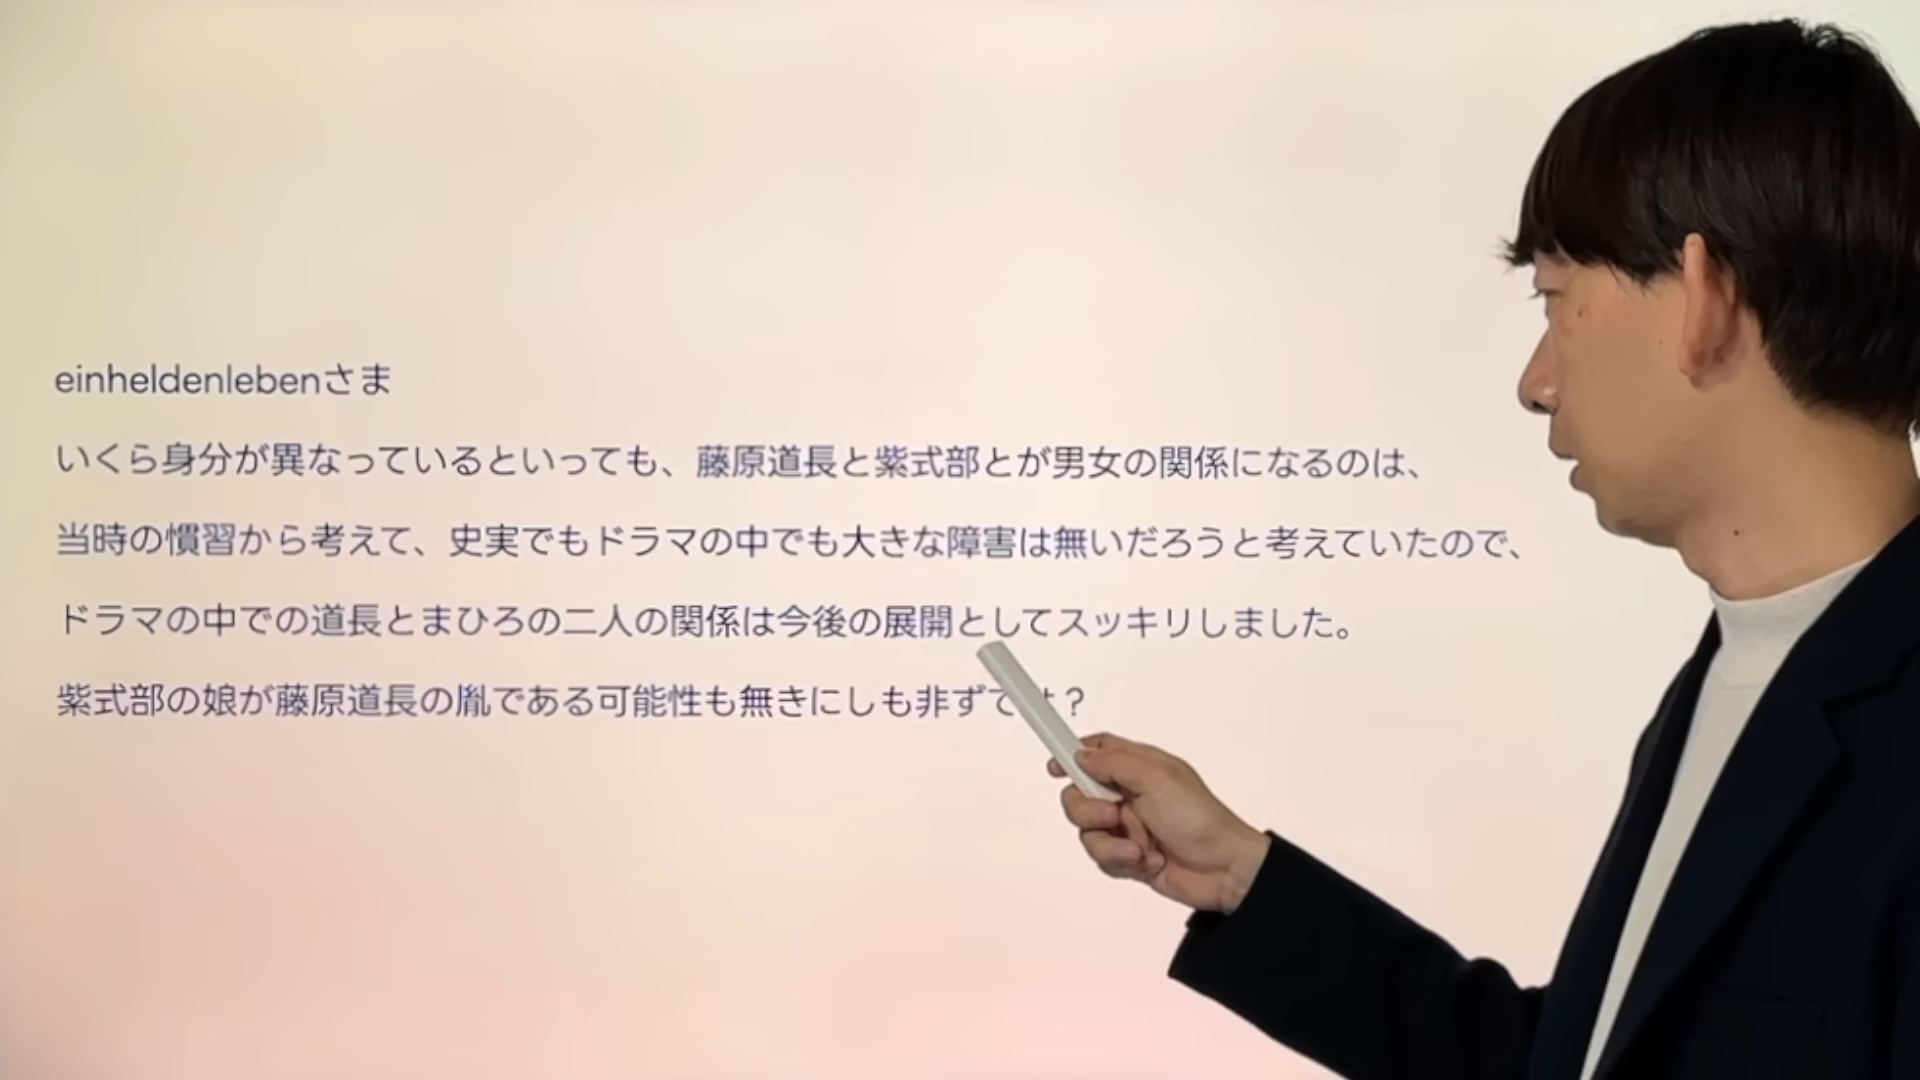 einheldenlebenさま
いくら身分が異なっているといっても、藤原道長と紫式部とが男女の関係になるのは、
当時の慣習から考えて、史実でもドラマの中でも大きな障害は無いだろうと考えていたので、
ドラマの中での道長とまひろの二人の関係は今後の展開としてスッキリしました。
紫式部の娘が藤原道長の胤である可能性も無きにしも非ずで？